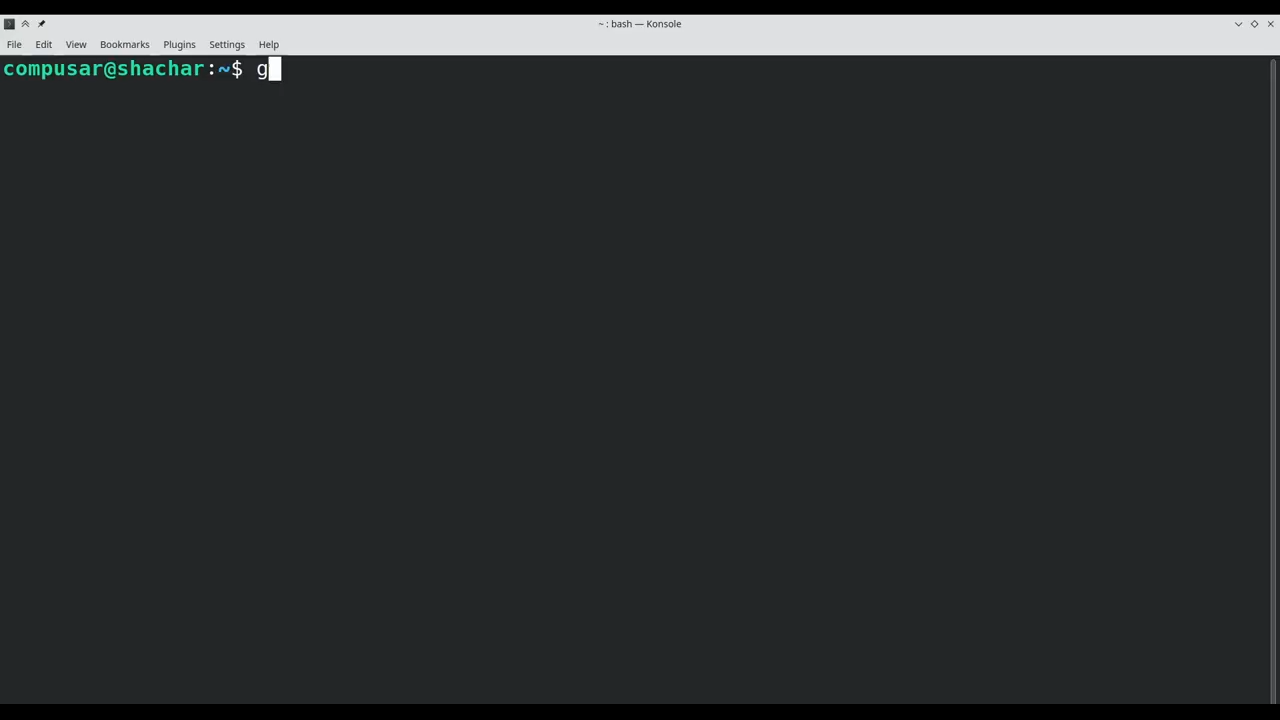 ~ : bash — Konsole
File Edit View Bookmarks Plugins Settings Help
compusar@shachar:~$ g